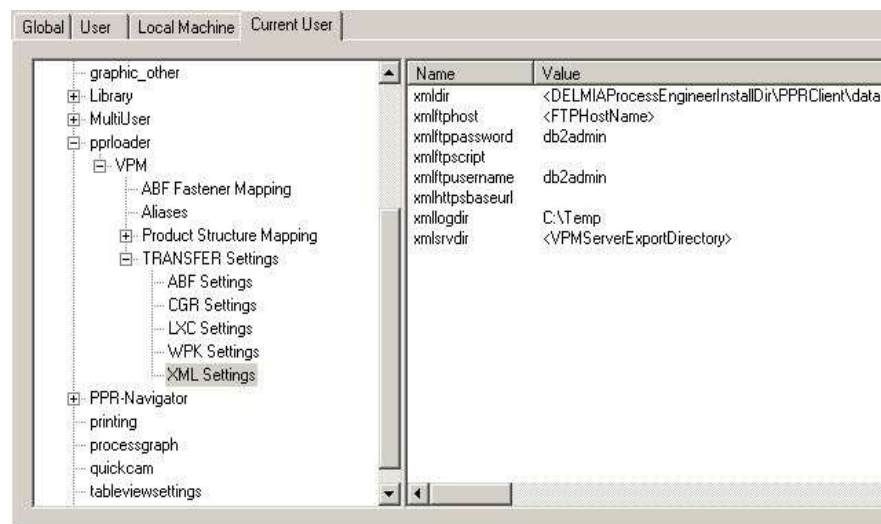 Global User Local Machine Current User
graphic_other
Library
MultiUser
pprloader
VPM
ABF Fastener Mapping
Aliases
Product Structure Mapping
TRANSFER Settings
ABF Settings
CGR Settings
LXC Settings
WPK Settings
XML Settings
PPR-Navigator
printing
processgraph
quickcam
tableviewsettings
Name Value
xmldir <DELMIAProcessEngineerInstallDir\PPRClient\data
xmlftphost <FTPHostName>
xmlftppassword db2admin
xmlftpscript
xmlftpusername db2admin
xmlhttpsbaseurl
xmllogdir C:\Temp
xmlsrvdir <VPMServerExportDirectory>